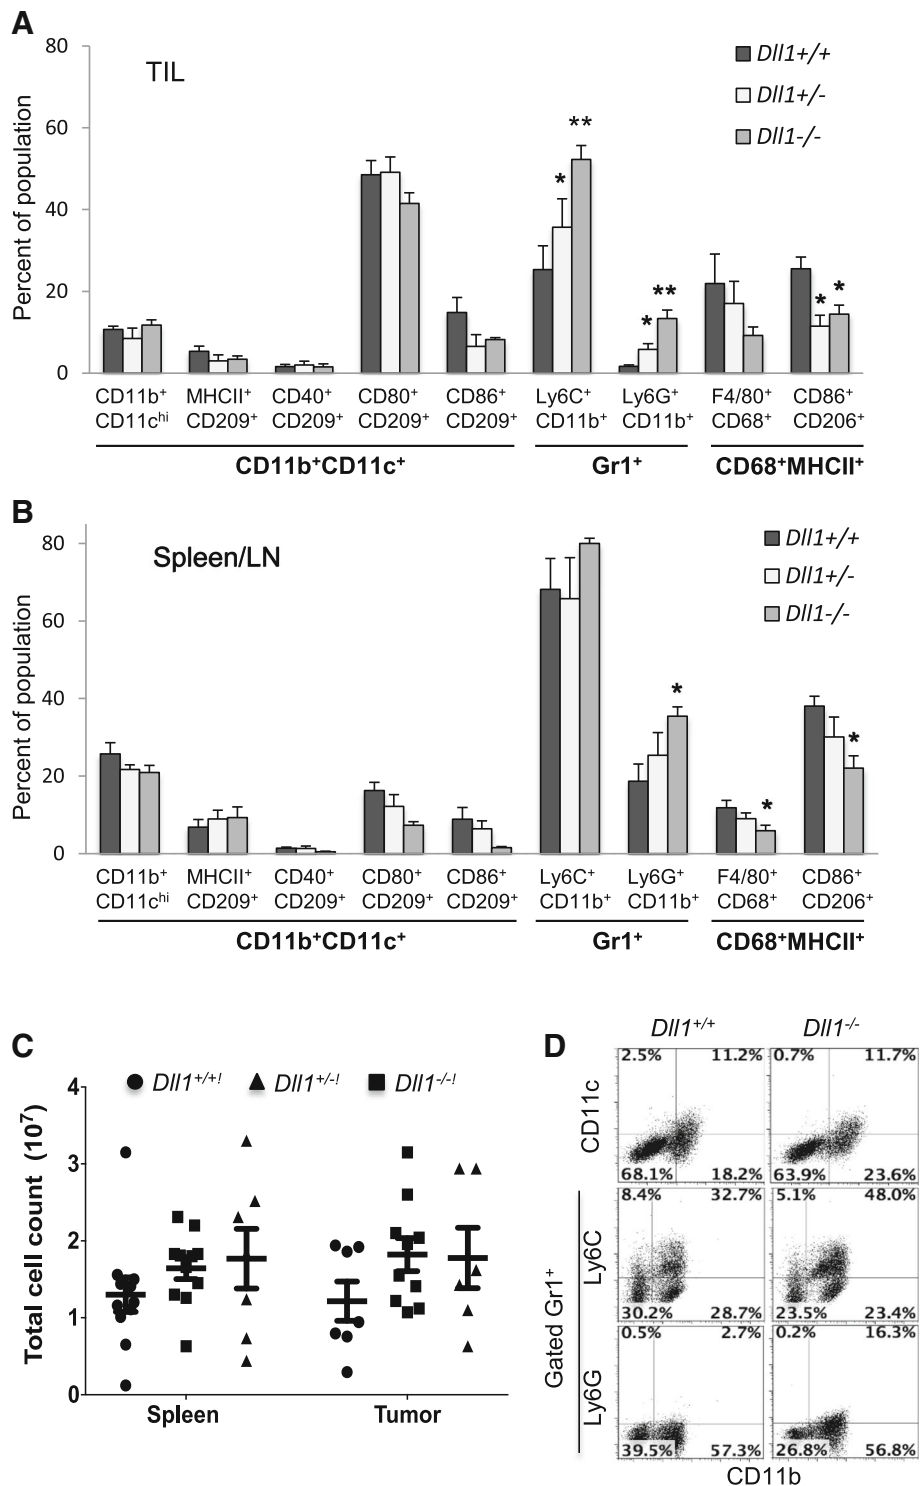 A
80
60
40
20
0
Percent of population
TIL
Dll1+/+
Dll1+/-
Dll1-/-
*
**
*
**
*
*
CD11b+ MHCII+ CD40+ CD80+ CD86+ Ly6C+ Ly6G+ F4/80+ CD86+
CD11chi CD209+ CD209+ CD209+ CD209+ CD11b+ CD11b+ CD68+ CD206+
CD11b+CD11c+ Gr1+ CD68+MHCII+
B
80
60
40
20
0
Percent of population
Spleen/LN
Dll1+/+
Dll1+/-
Dll1-/-
*
*
*
CD11b+ MHCII+ CD40+ CD80+ CD86+ Ly6C+ Ly6G+ F4/80+ CD86+
CD11chi CD209+ CD209+ CD209+ CD209+ CD11b+ CD11b+ CD68+ CD206+
CD11b+CD11c+ Gr1+ CD68+MHCII+
C
Dll1+/+! Dll1+/-! Dll1-/-!
4
3
2
1
0
Total cell count (10⁷)
Spleen Tumor
D
Dll1+/+ Dll1-/-
CD11c
2.5% 11.2% 0.7% 11.7%
68.1% 18.2% 63.9% 23.6%
Gated Gr1+
Ly6C
8.4% 32.7% 5.1% 48.0%
30.2% 28.7% 23.5% 23.4%
Ly6G
0.5% 2.7% 0.2% 16.3%
39.5% 57.3% 26.8% 56.8%
CD11b